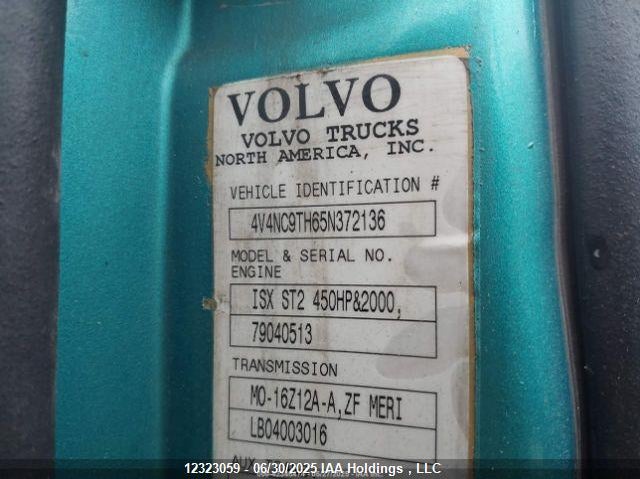 VOLVO
VOLVO TRUCKS
NORTH AMERICA, INC.
VEHICLE IDENTIFICATION #
4V4NC9TH65N372136
MODEL & SERIAL NO.
ENGINE
ISX ST2 450HP&2000,
79040513
TRANSMISSION
MO-16Z12A-A,ZF MERI
LB04003016
AUX
12323059 - 06/30/2025 IAA Holdings , LLC